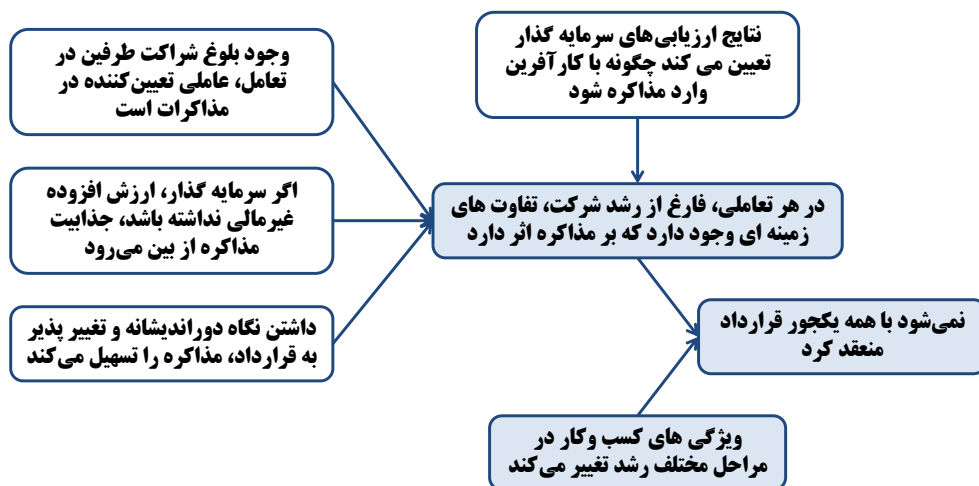 نتایج ارزیابی‌های سرمایه گذار
تعیین می کند چگونه با کارآفرین
وارد مذاکره شود
وجود بلوغ شراکت طرفین در
تعامل، عاملی تعیین‌کننده در
مذاکرات است
اگر سرمایه گذار، ارزش افزوده
غیرمالی نداشته باشد، جذابیت
مذاکره از بین می‌رود
در هر تعاملی، فارغ از رشد شرکت، تفاوت های
زمینه ای وجود دارد که بر مذاکره اثر دارد
داشتن نگاه دوراندیشانه و تغییر پذیر
به قرارداد، مذاکره را تسهیل می‌کند
نمی‌شود با همه یکجور قرارداد
منعقد کرد
ویژگی های کسب وکار در
مراحل مختلف رشد تغییر می‌کند